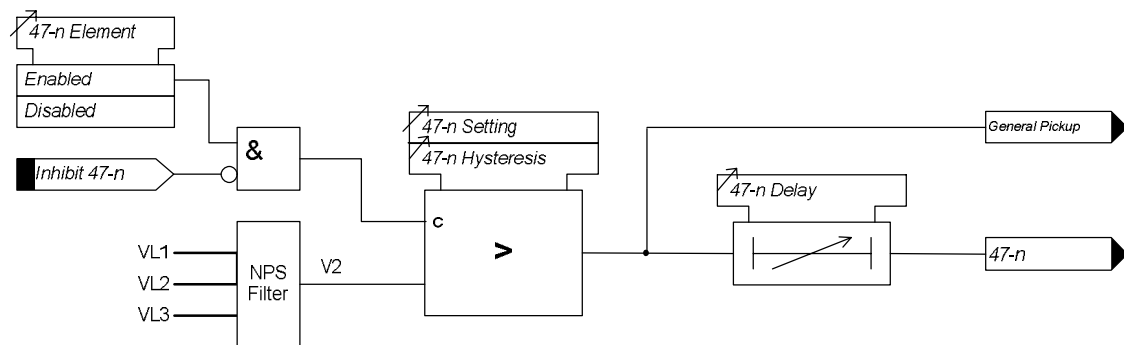 47-n Element
Enabled
Disabled
Inhibit 47-n
&
47-n Setting
47-n Hysteresis
c
>
General Pickup
47-n Delay
47-n
VL1
VL2
VL3
NPS
Filter
V2